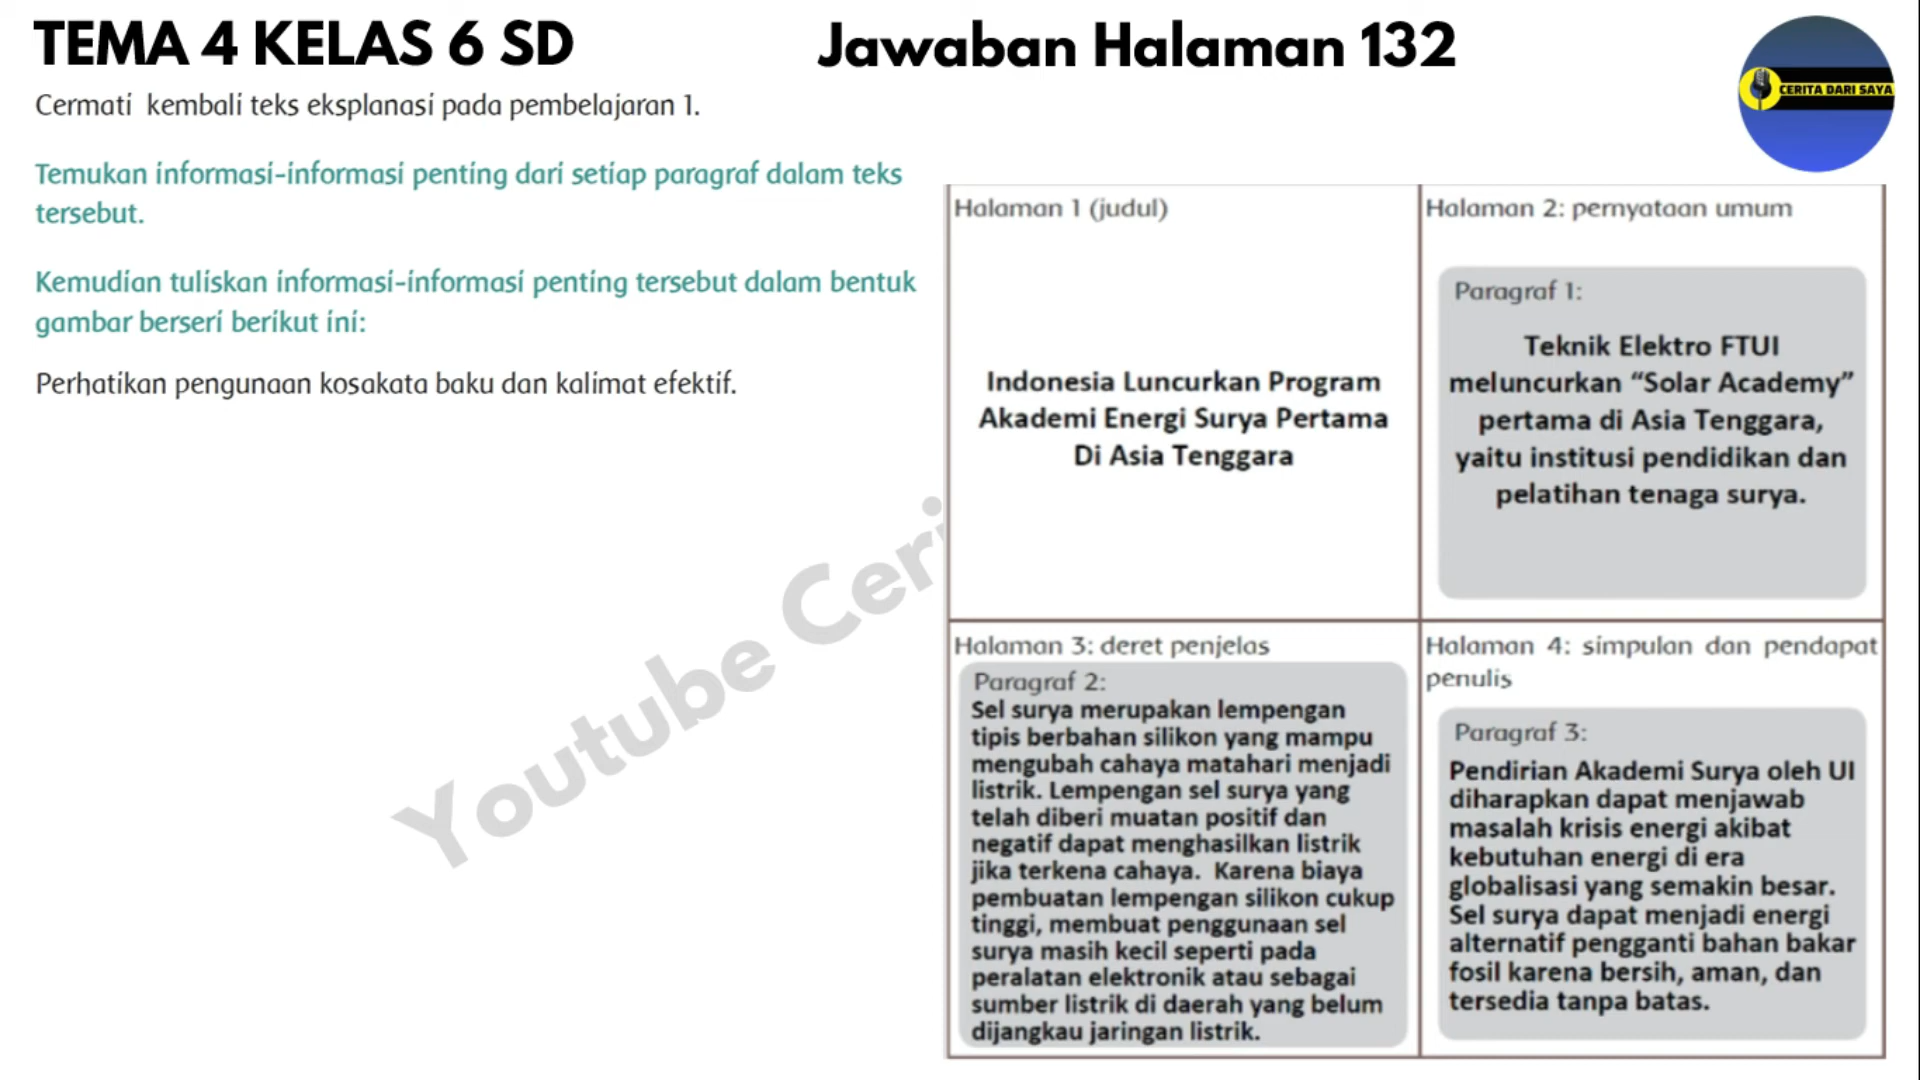 TEMA 4 KELAS 6 SD
Jawaban Halaman 132
CERITA DARI SAYA
Cermati kembali teks eksplanasi pada pembelajaran 1.
Temukan informasi-informasi penting dari setiap paragraf dalam teks
tersebut.
Kemudian tuliskan informasi-informasi penting tersebut dalam bentuk
gambar berseri berikut ini:
Perhatikan pengunaan kosakata baku dan kalimat efektif.
Youtube Ceri
Halaman 1 (judul)
Indonesia Luncurkan Program
Akademi Energi Surya Pertama
Di Asia Tenggara
Halaman 2: pernyataan umum
Paragraf 1:
Teknik Elektro FTUI
meluncurkan “Solar Academy”
pertama di Asia Tenggara,
yaitu institusi pendidikan dan
pelatihan tenaga surya.
Halaman 3: deret penjelas
Paragraf 2:
Sel surya merupakan lempengan
tipis berbahan silikon yang mampu
mengubah cahaya matahari menjadi
listrik. Lempengan sel surya yang
telah diberi muatan positif dan
negatif dapat menghasilkan listrik
jika terkena cahaya. Karena biaya
pembuatan lempengan silikon cukup
tinggi, membuat penggunaan sel
surya masih kecil seperti pada
peralatan elektronik atau sebagai
sumber listrik di daerah yang belum
dijangkau jaringan listrik.
Halaman 4: simpulan dan pendapat
penulis
Paragraf 3:
Pendirian Akademi Surya oleh UI
diharapkan dapat menjawab
masalah krisis energi akibat
kebutuhan energi di era
globalisasi yang semakin besar.
Sel surya dapat menjadi energi
alternatif pengganti bahan bakar
fosil karena bersih, aman, dan
tersedia tanpa batas.